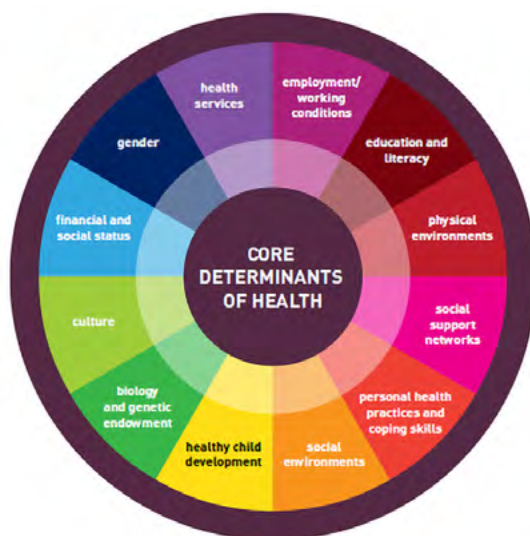 CORE
DETERMINANTS
OF HEALTH
employment/
working
conditions
education and
literacy
physical
environments
social
support
networks
personal health
practices and
coping skills
social
environments
healthy child
development
biology
and genetic
endowment
culture
financial and
social status
gender
health
services